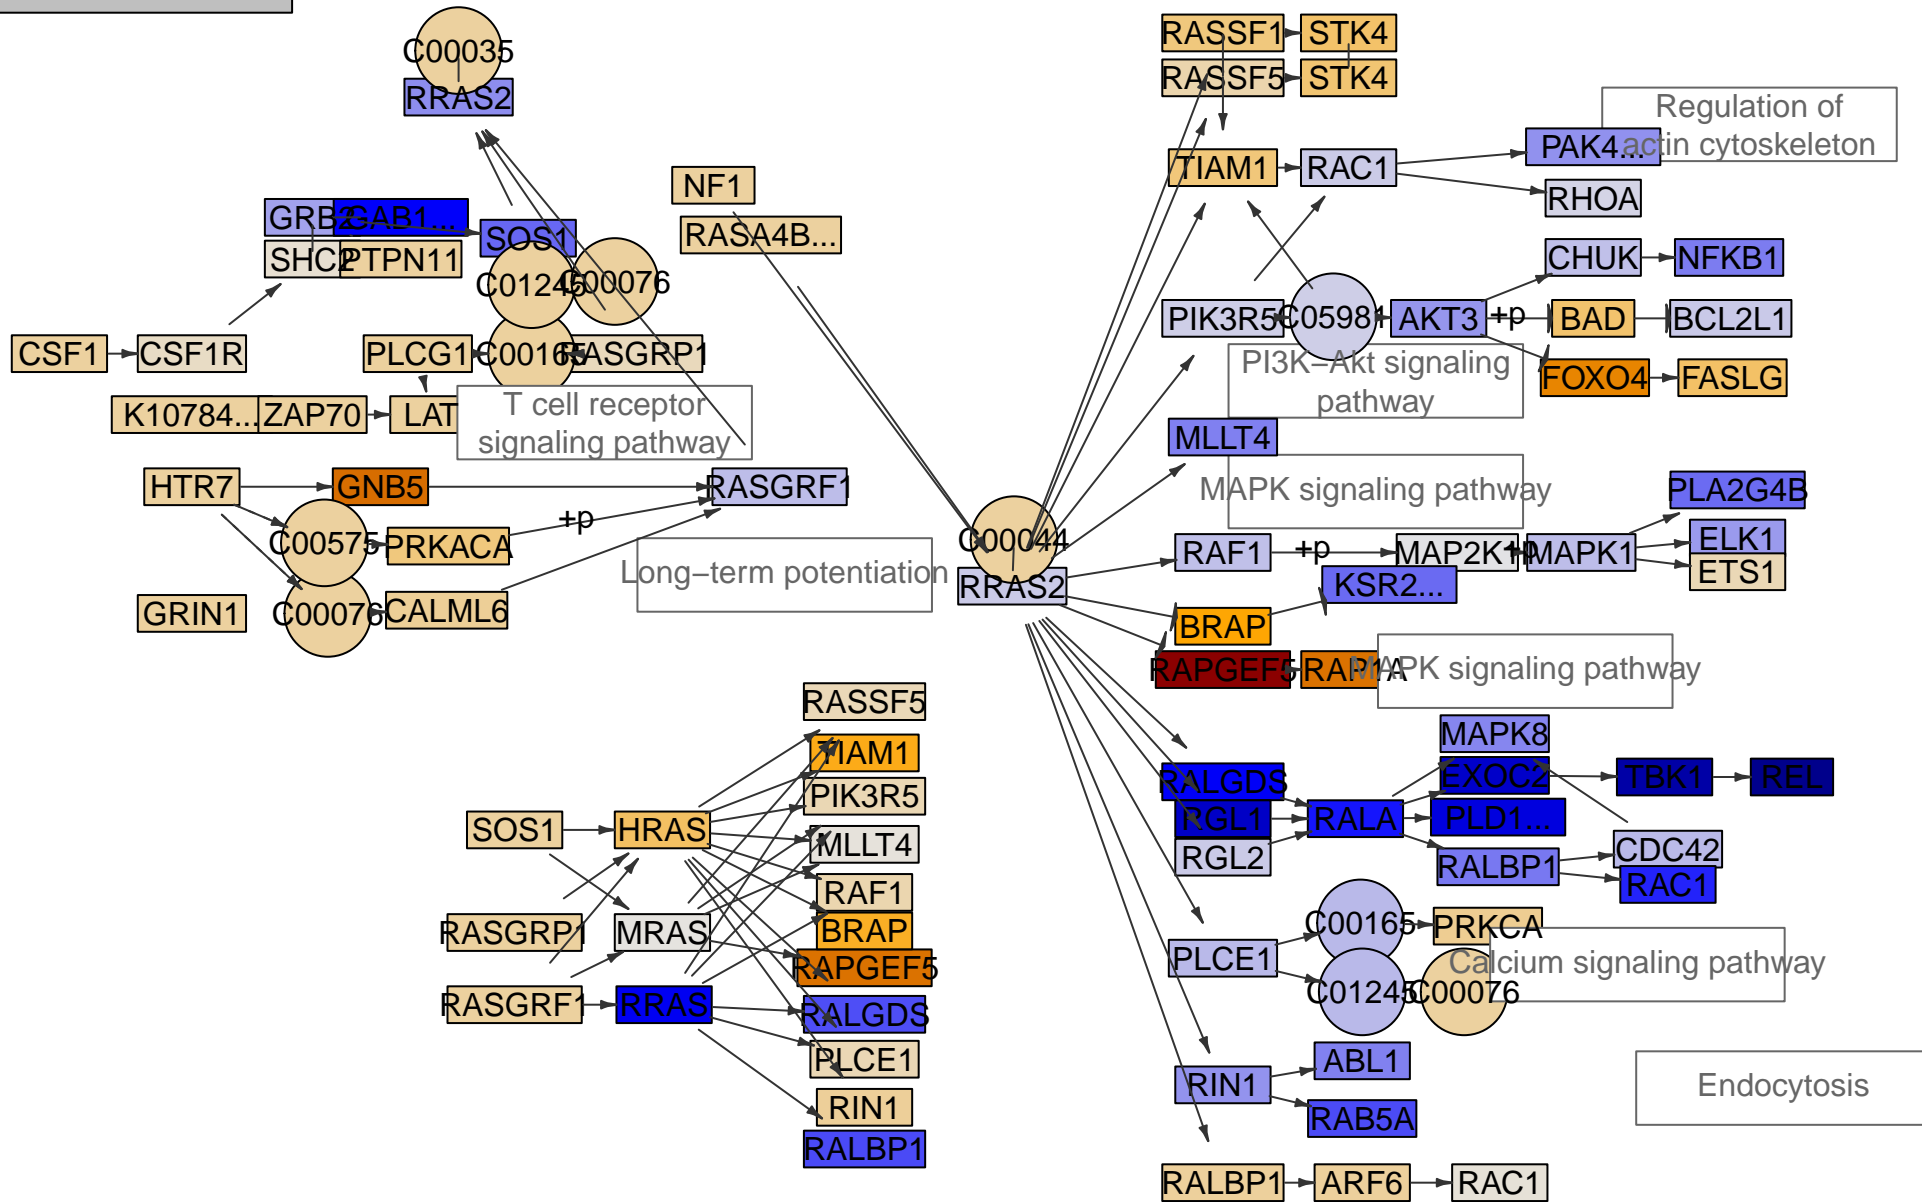 C00035
RRAS2
NF1
RASA4B...
GRB2
GAB1...
SOS1
SHC2
PTPN11
C01245
C00076
CSF1
CSF1R
PLCG1
C00165
RASGRP1
K10784...
ZAP70
LAT
T cell receptor
signaling pathway
HTR7
GNB5
RASGRF1
+p
C00575
PRKACA
Long−term potentiation
GRIN1
C00076
CALML6
C00044
RRAS2
RASSF1
STK4
RASSF5
STK4
Regulation of
actin cytoskeleton
PAK4...
TIAM1
RAC1
RHOA
CHUK
NFKB1
PIK3R5
C05981
AKT3
+p
BAD
BCL2L1
PI3K−Akt signaling
pathway
FOXO4
FASLG
MLLT4
MAPK signaling pathway
PLA2G4B
RAF1
+p
MAP2K1
+p
MAPK1
ELK1
ETS1
KSR2...
BRAP
RAPGEF5
RAP1A
MAPK signaling pathway
MAPK8
RALGDS
EXOC2
TBK1
REL
RGL1
RALA
PLD1...
RGL2
RALBP1
CDC42
RAC1
C00165
PRKCA
PLCE1
Calcium signaling pathway
C01245
C00076
RIN1
ABL1
RAB5A
Endocytosis
RALBP1
ARF6
RAC1
RASSF5
TIAM1
PIK3R5
SOS1
HRAS
MLLT4
RAF1
RASGRP1
MRAS
BRAP
RAPGEF5
RASGRF1
RRAS
RALGDS
PLCE1
RIN1
RALBP1